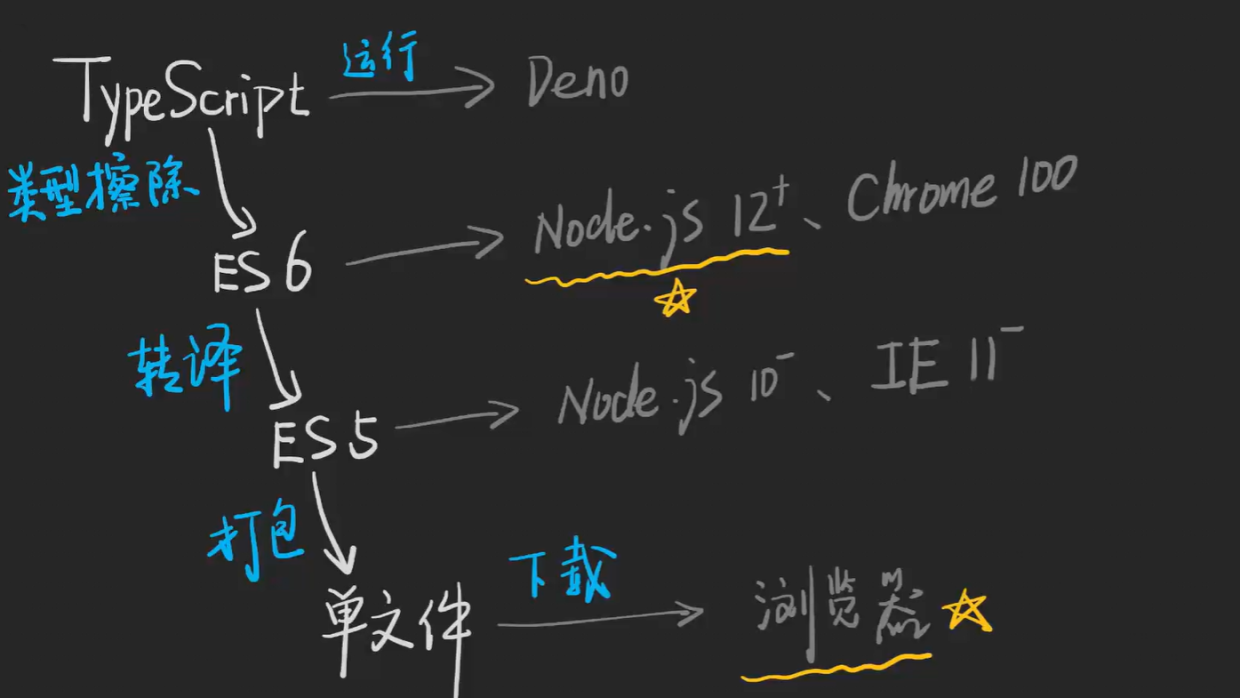 TypeScript 运行 Deno
类型擦除
ES6 Node.js 12+、Chrome 100
转译
ES5 Node.js 10-、IE 11-
打包
单文件 下载 浏览器